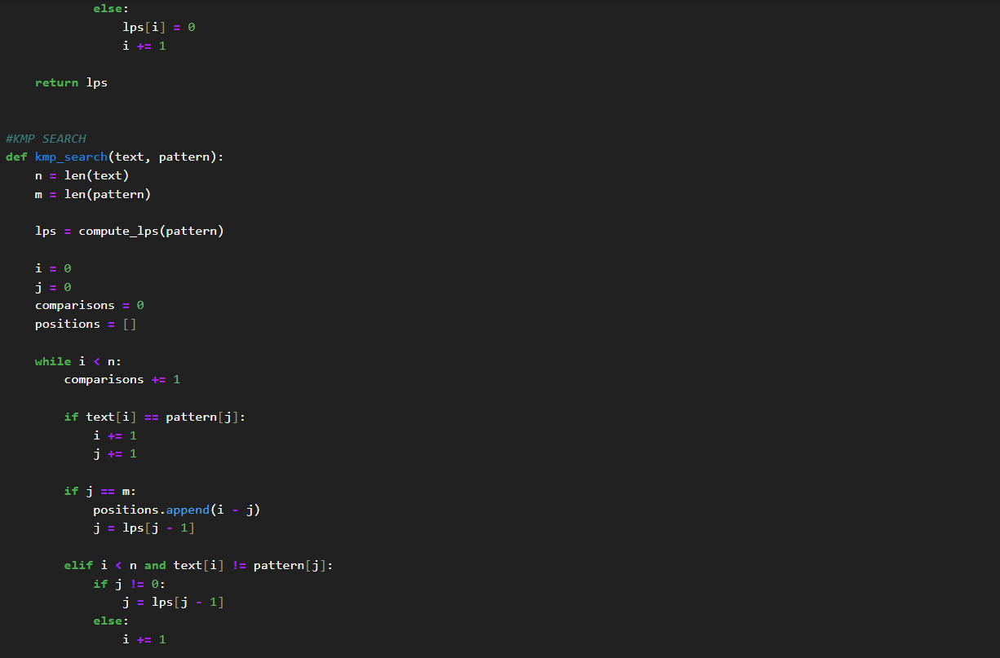 else:
            lps[i] = 0
            i += 1
return lps
#KMP SEARCH
def kmp_search(text, pattern):
    n = len(text)
    m = len(pattern)
    lps = compute_lps(pattern)
    i = 0
    j = 0
    comparisons = 0
    positions = []
    while i < n:
        comparisons += 1
        if text[i] == pattern[j]:
            i += 1
            j += 1
        if j == m:
            positions.append(i - j)
            j = lps[j - 1]
        elif i < n and text[i] != pattern[j]:
            if j != 0:
                j = lps[j - 1]
            else:
                i += 1